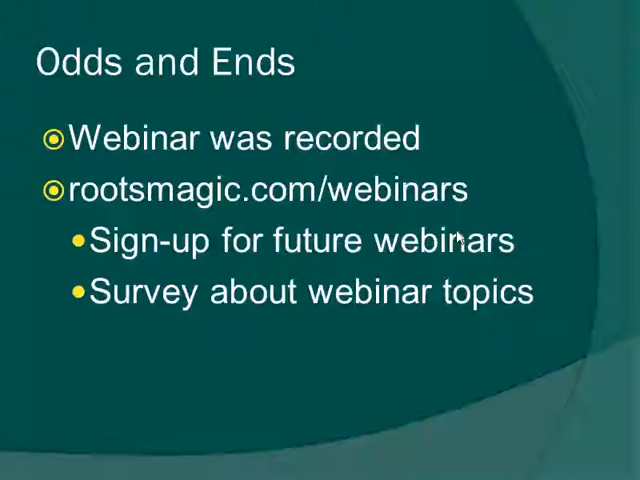 Odds and Ends
Webinar was recorded
rootsmagic.com/webinars
Sign-up for future webinars
Survey about webinar topics